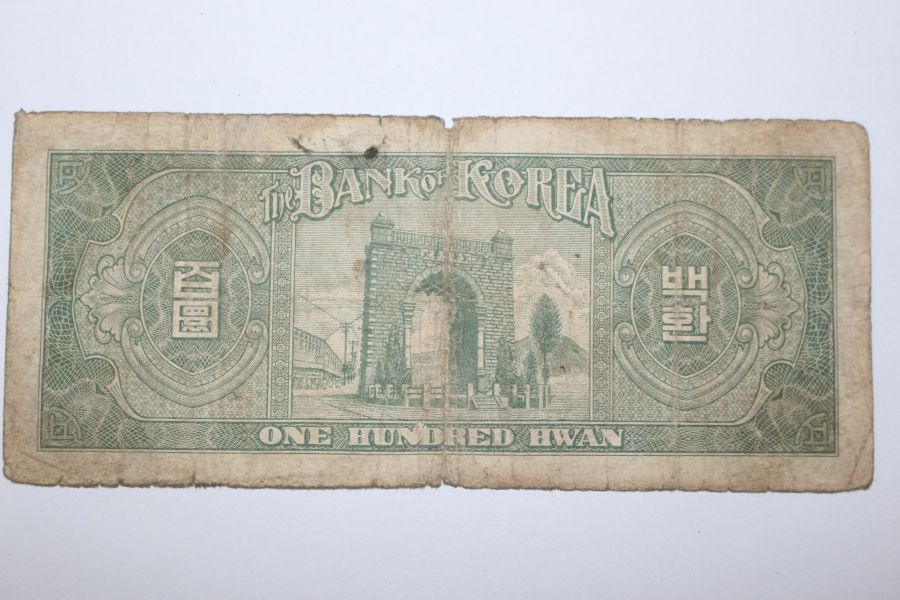 The BANK OF KOREA
百圜
백환
ONE HUNDRED HWAN